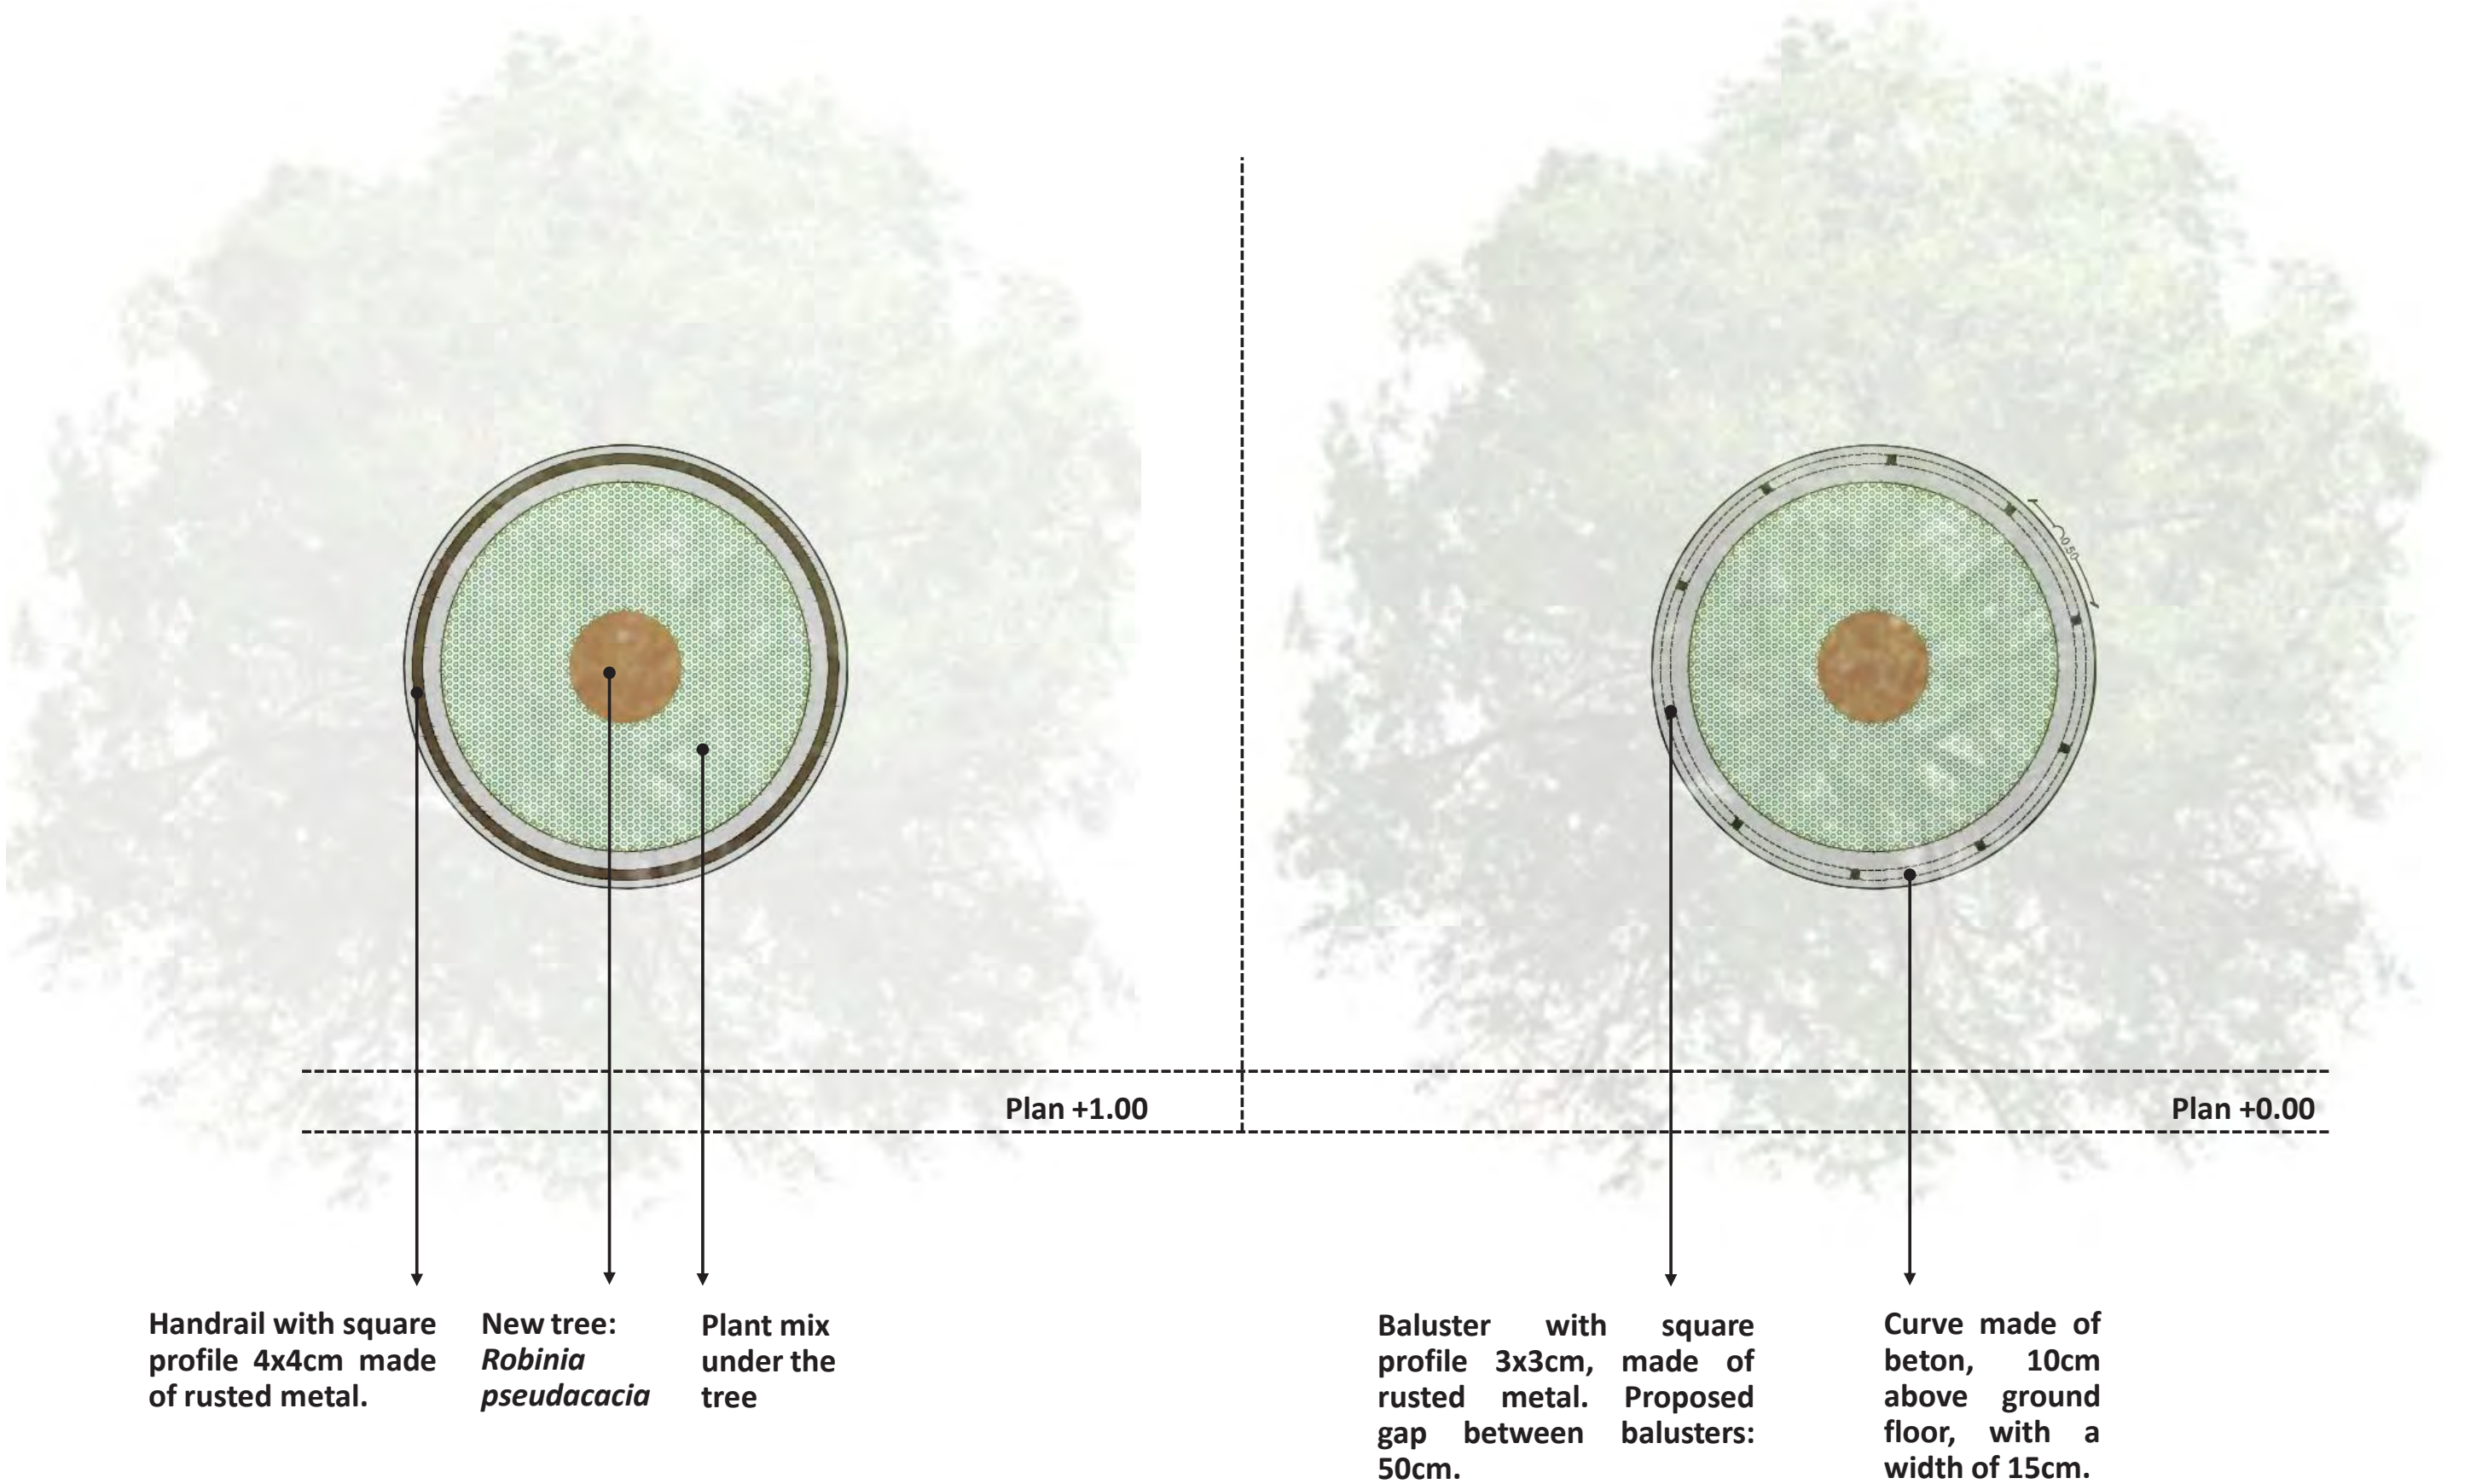 0.50
Plan +1.00
Plan +0.00
Handrail with square
profile 4x4cm made
of rusted metal.
New tree:
Robinia
pseudacacia
Plant mix
under the
tree
Baluster with square
profile 3x3cm, made of
rusted metal. Proposed
gap between balusters:
50cm.
Curve made of
beton, 10cm
above ground
floor, with a
width of 15cm.